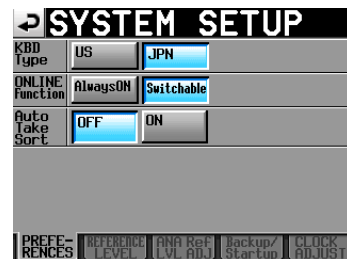 SYSTEM SETUP
KBD Type US JPN
ONLINE Function AlwaysON Switchable
Auto Take Sort OFF ON
PREFE-RENCES REFERENCE LEVEL ANA Ref LVL ADJ Backup/Startup CLOCK ADJUST